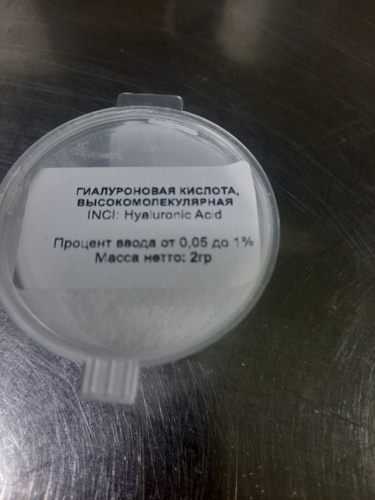 ГИАЛУРОНОВАЯ КИСЛОТА,
ВЫСОКОМОЛЕКУЛЯРНАЯ
INCI: Hyaluronic Acid
Процент ввода от 0,05 до 1%
Масса нетто: 2гр